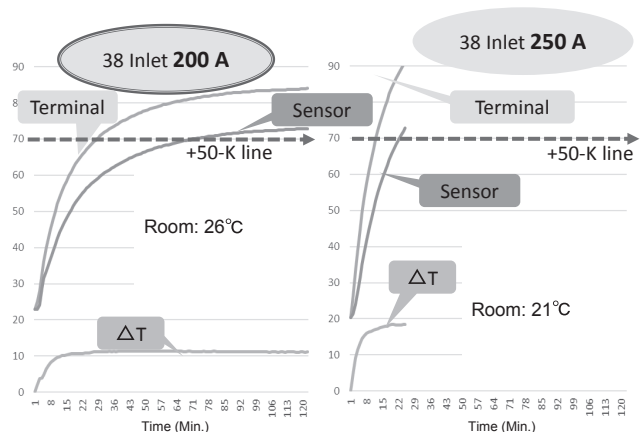 38 Inlet 200 A
90
8
70
60
50
40
30
20
10
0
Terminal
Sensor
+50-K line
Room: 26°C
△T
1 8 15 22 29 36 43 50 57 64 71 78 85 92 99 106 113 120
Time (Min.)
38 Inlet 250 A
90
80
70
60
50
40
30
20
10
0
Terminal
+50-K line
Sensor
△T
Room: 21°C
1 8 15 22 29 36 43 50 57 64 71 78 85 92 99 106 113 120
Time (Min.)